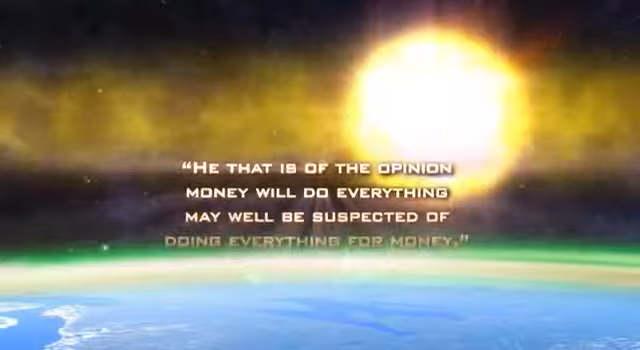 “He that is of the opinion
money will do everything
may well be suspected of
doing everything for money.”